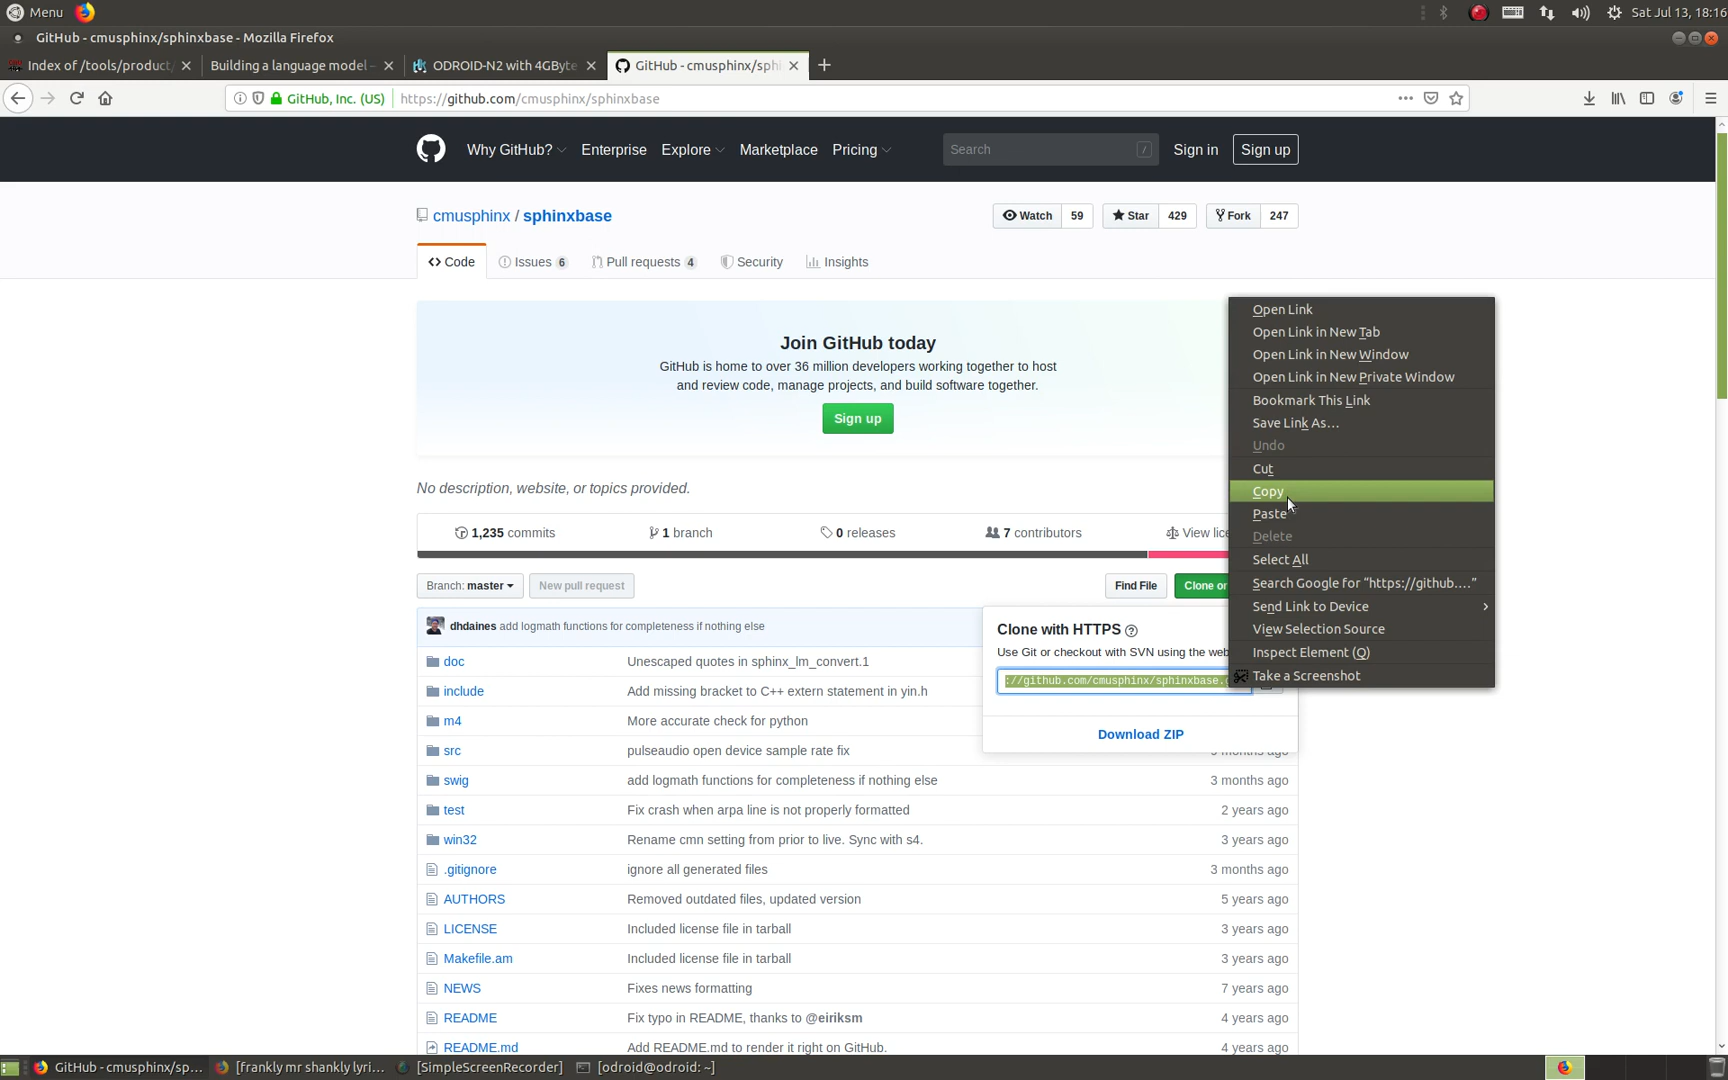 Menu
Sat Jul 13, 18:16
GitHub - cmusphinx/sphinxbase - Mozilla Firefox
Index of /tools/product/
Building a language model -
ODROID-N2 with 4GByte
GitHub - cmusphinx/sphi
GitHub, Inc. (US)
https://github.com/cmusphinx/sphinxbase
Why GitHub?
Enterprise
Explore
Marketplace
Pricing
Search
/
Sign in
Sign up
cmusphinx / sphinxbase
Watch 59
Star 429
Fork 247
Code
Issues 6
Pull requests 4
Security
Insights
Join GitHub today
GitHub is home to over 36 million developers working together to host
and review code, manage projects, and build software together.
Sign up
No description, website, or topics provided.
1,235 commits
1 branch
0 releases
7 contributors
View lic
Branch: master
New pull request
Find File
Clone or
dhdaines add logmath functions for completeness if nothing else
Clone with HTTPS
Use Git or checkout with SVN using the web
://github.com/cmusphinx/sphinxbase.g
Download ZIP
doc Unescaped quotes in sphinx_lm_convert.1
include Add missing bracket to C++ extern statement in yin.h
m4 More accurate check for python
src pulseaudio open device sample rate fix months ago
swig add logmath functions for completeness if nothing else 3 months ago
test Fix crash when arpa line is not properly formatted 2 years ago
win32 Rename cmn setting from prior to live. Sync with s4. 3 years ago
.gitignore ignore all generated files 3 months ago
AUTHORS Removed outdated files, updated version 5 years ago
LICENSE Included license file in tarball 3 years ago
Makefile.am Included license file in tarball 3 years ago
NEWS Fixes news formatting 7 years ago
README Fix typo in README, thanks to @eiriksm 4 years ago
README.md Add README.md to render it right on GitHub. 4 years ago
Open Link
Open Link in New Tab
Open Link in New Window
Open Link in New Private Window
Bookmark This Link
Save Link As...
Undo
Cut
Copy
Paste
Delete
Select All
Search Google for “https://github....”
Send Link to Device
View Selection Source
Inspect Element (Q)
Take a Screenshot
GitHub - cmusphinx/sp...
[frankly mr shankly lyri...
[SimpleScreenRecorder]
[odroid@odroid: ~]